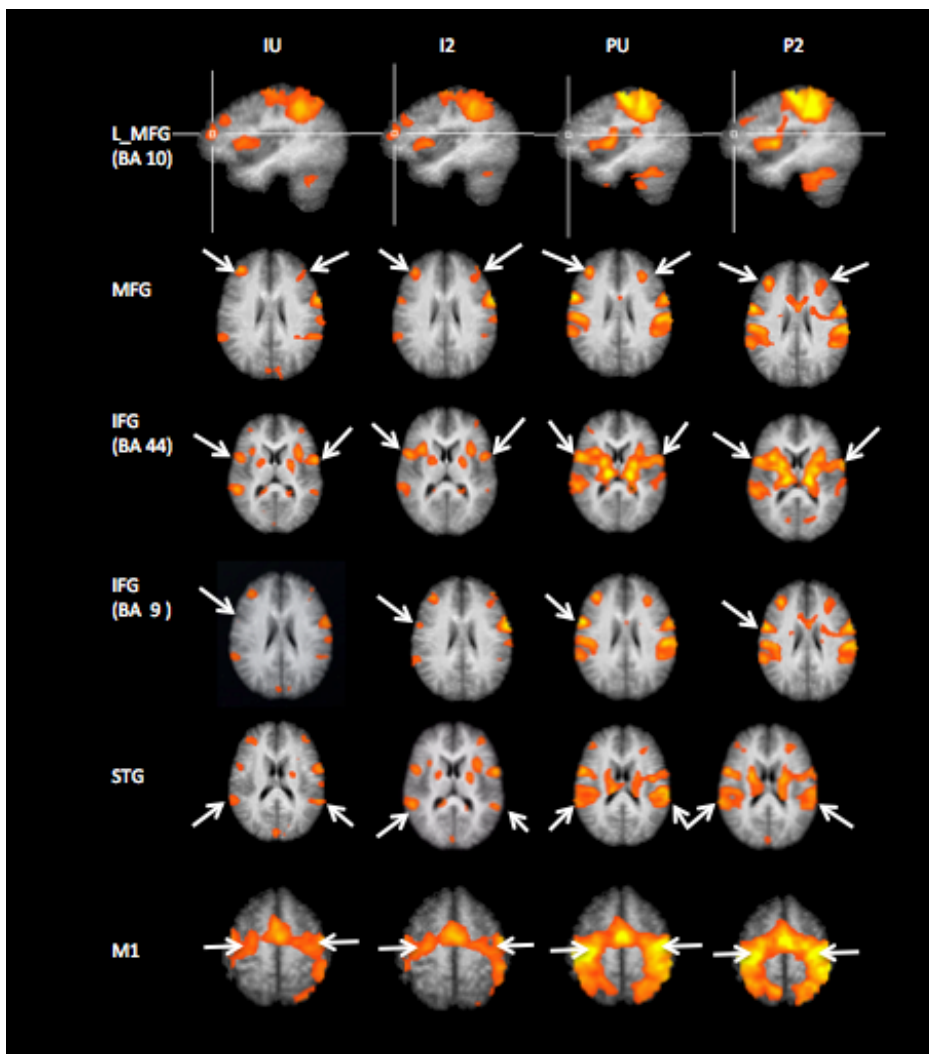 IU I2 PU P2
L_MFG
(BA 10)
MFG
IFG
(BA 44)
IFG
(BA 9 )
STG
M1